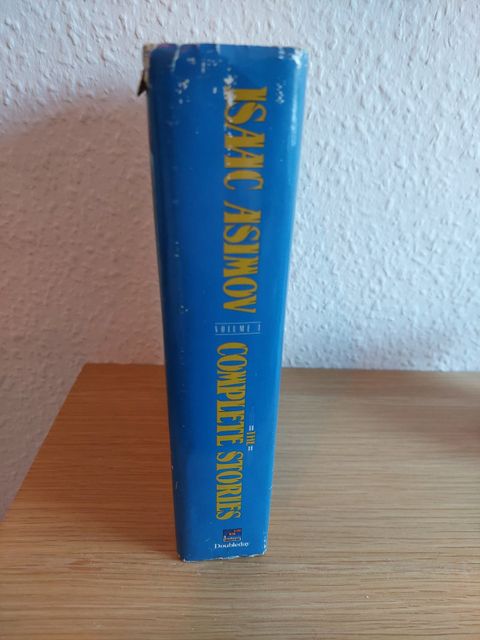 ISAAC ASIMOV
VOLUME 1
THE
COMPLETE STORIES
Doubleday